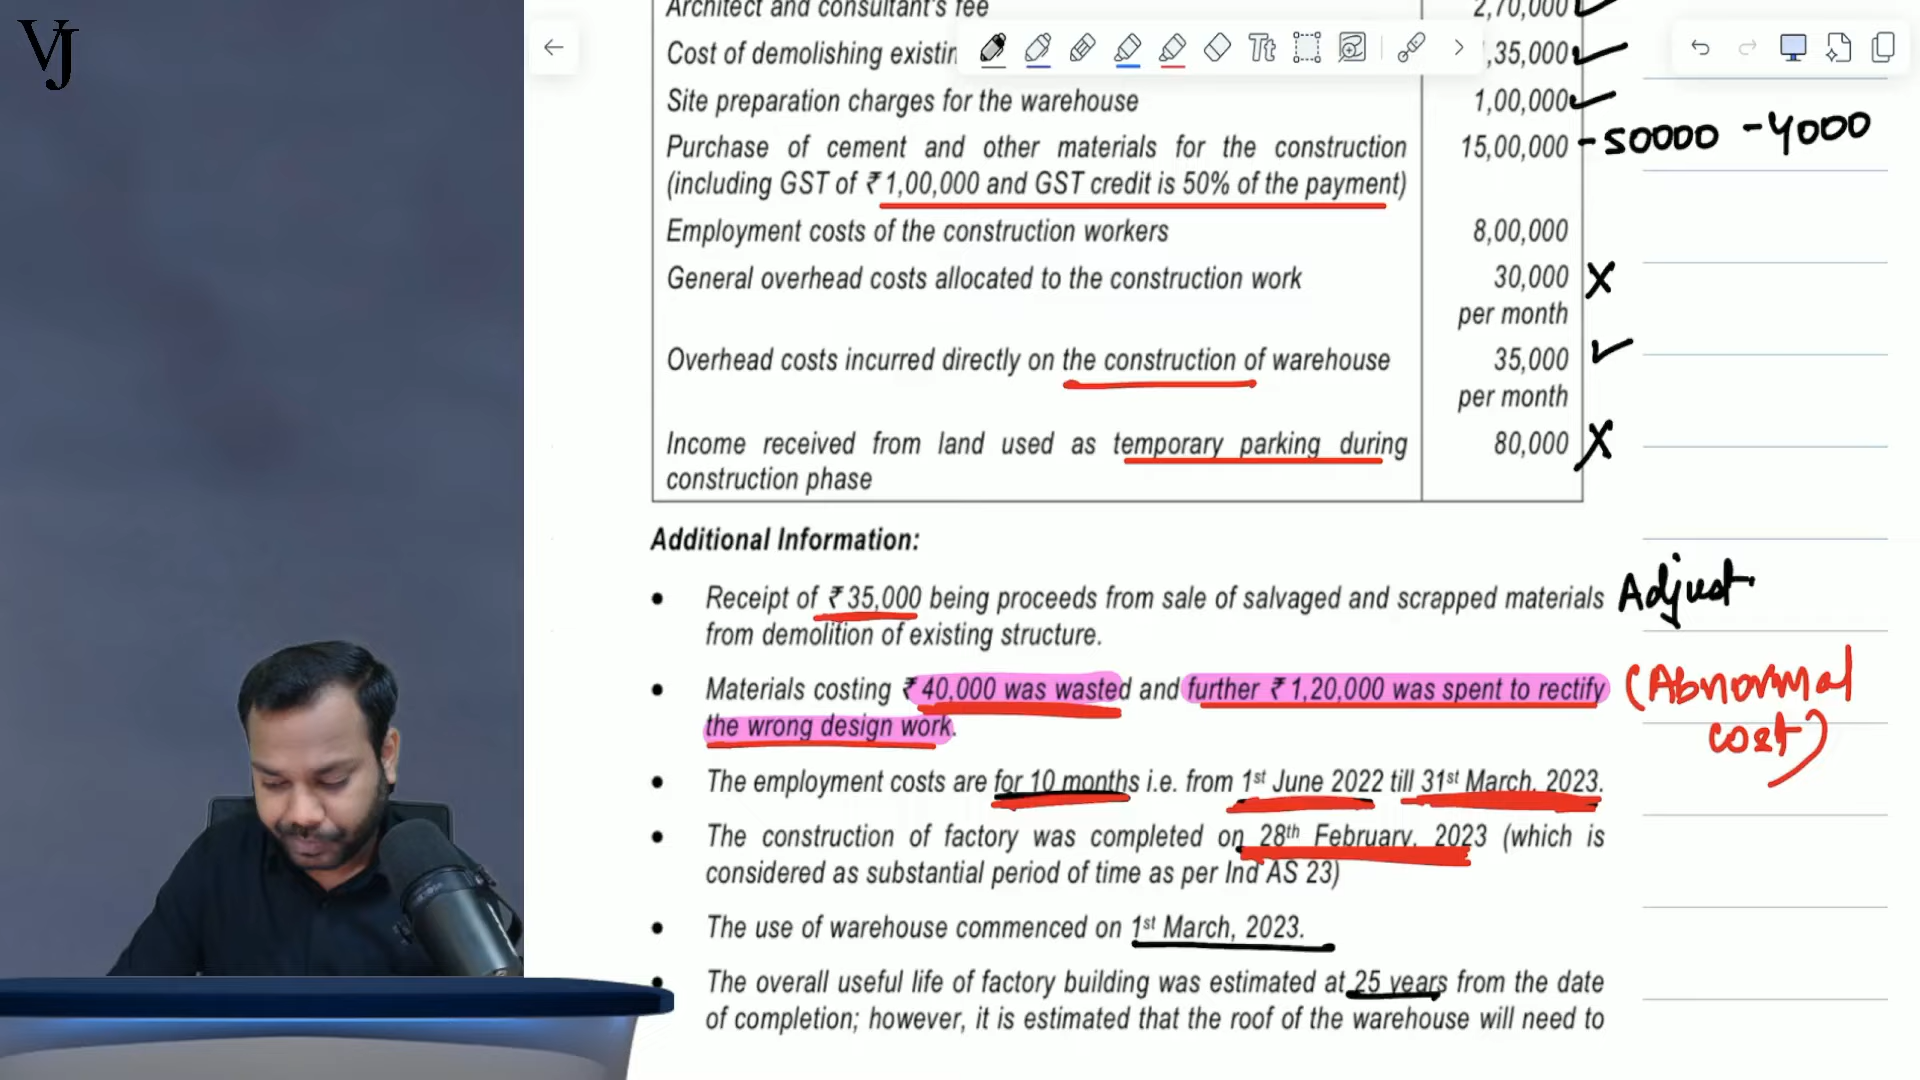 VJ
Architect and consultant's fee 2,70,000
Cost of demolishing existin Tt ,35,000
Site preparation charges for the warehouse 1,00,000
Purchase of cement and other materials for the construction 15,00,000 -50000 -4000
(including GST of ₹ 1,00,000 and GST credit is 50% of the payment)
Employment costs of the construction workers 8,00,000
General overhead costs allocated to the construction work 30,000 X
per month
Overhead costs incurred directly on the construction of warehouse 35,000
per month
Income received from land used as temporary parking during 80,000 X
construction phase
Additional Information:
• Receipt of ₹ 35,000 being proceeds from sale of salvaged and scrapped materials Adjust.
from demolition of existing structure.
• Materials costing ₹ 40,000 was wasted and further ₹ 1,20,000 was spent to rectify (Abnormal
the wrong design work. cost)
• The employment costs are for 10 months i.e. from 1st June 2022 till 31st March, 2023.
• The construction of factory was completed on 28th February, 2023 (which is
considered as substantial period of time as per Ind AS 23)
• The use of warehouse commenced on 1st March, 2023.
• The overall useful life of factory building was estimated at 25 years from the date
of completion; however, it is estimated that the roof of the warehouse will need to